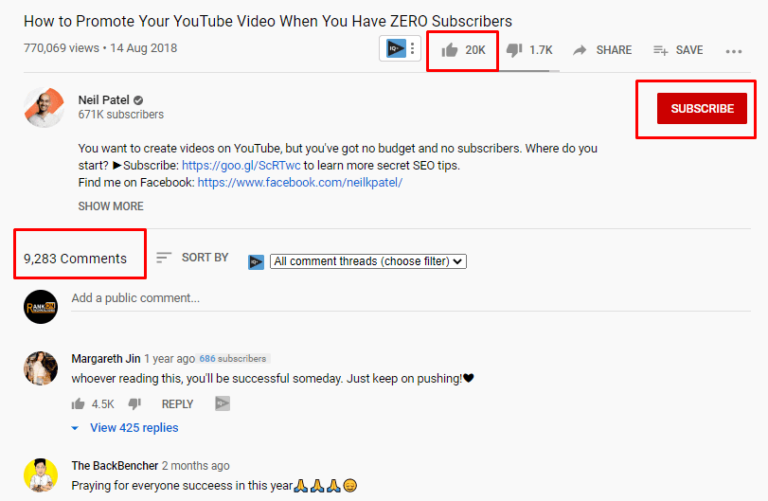 How to Promote Your YouTube Video When You Have ZERO Subscribers
770,069 views • 14 Aug 2018
20K
1.7K
SHARE
SAVE
Neil Patel
671K subscribers
SUBSCRIBE
You want to create videos on YouTube, but you've got no budget and no subscribers. Where do you
start? ►Subscribe: https://goo.gl/ScRTwc to learn more secret SEO tips.
Find me on Facebook: https://www.facebook.com/neilkpatel/
SHOW MORE
9,283 Comments
SORT BY
All comment threads (choose filter)
Add a public comment...
Margareth Jin 1 year ago 686 subscribers
whoever reading this, you'll be successful someday. Just keep on pushing!🖤
4.5K
REPLY
View 425 replies
The BackBencher 2 months ago
Praying for everyone succeess in this year🙏🙏🙏😑